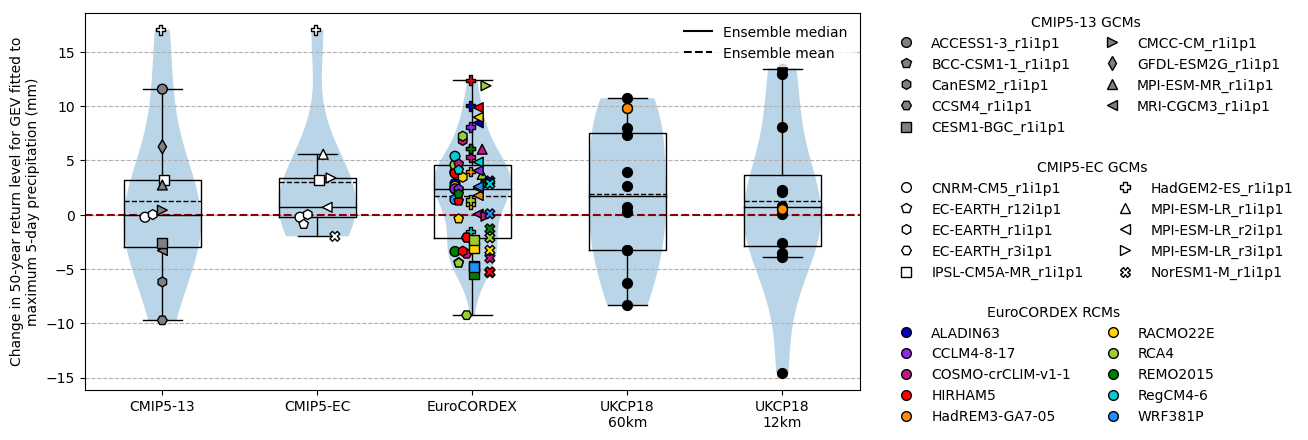 Change in 50-year return level for GEV fitted to
maximum 5-day precipitation (mm)
15
10
5
0
−5
−10
−15
Ensemble median
Ensemble mean
CMIP5-13
CMIP5-EC
EuroCORDEX
UKCP18
60km
UKCP18
12km
CMIP5-13 GCMs
ACCESS1-3_r1i1p1
BCC-CSM1-1_r1i1p1
CanESM2_r1i1p1
CCSM4_r1i1p1
CESM1-BGC_r1i1p1
CMCC-CM_r1i1p1
GFDL-ESM2G_r1i1p1
MPI-ESM-MR_r1i1p1
MRI-CGCM3_r1i1p1
CMIP5-EC GCMs
CNRM-CM5_r1i1p1
EC-EARTH_r12i1p1
EC-EARTH_r1i1p1
EC-EARTH_r3i1p1
IPSL-CM5A-MR_r1i1p1
HadGEM2-ES_r1i1p1
MPI-ESM-LR_r1i1p1
MPI-ESM-LR_r2i1p1
MPI-ESM-LR_r3i1p1
NorESM1-M_r1i1p1
EuroCORDEX RCMs
ALADIN63
CCLM4-8-17
COSMO-crCLIM-v1-1
HIRHAM5
HadREM3-GA7-05
RACMO22E
RCA4
REMO2015
RegCM4-6
WRF381P